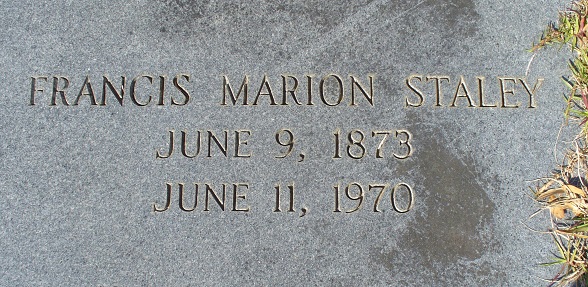 FRANCIS MARION STALEY
JUNE 9, 1873
JUNE 11, 1970